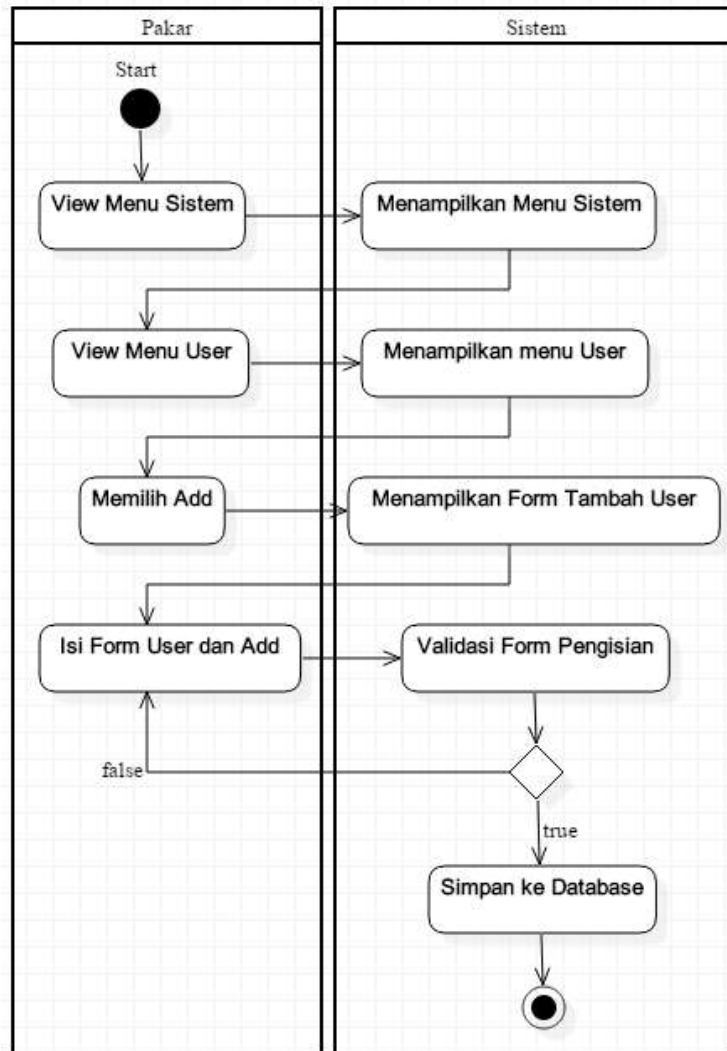 Pakar
Sistem
Start
View Menu Sistem
Menampilkan Menu Sistem
View Menu User
Menampilkan menu User
Memilih Add
Menampilkan Form Tambah User
Isi Form User dan Add
Validasi Form Pengisian
false
true
Simpan ke Database